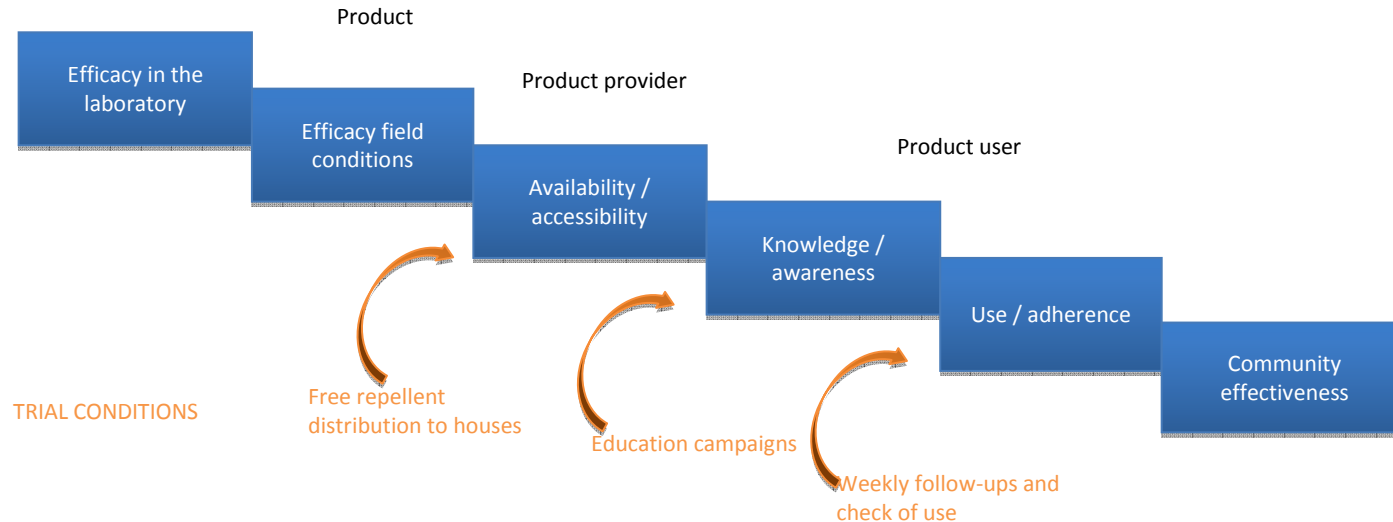 Product
Efficacy in the
laboratory
Product provider
Efficacy field
conditions
Product user
Availability /
accessibility
Knowledge /
awareness
Use / adherence
Community
effectiveness
TRIAL CONDITIONS
Free repellent
distribution to houses
Education campaigns
Weekly follow-ups and
check of use